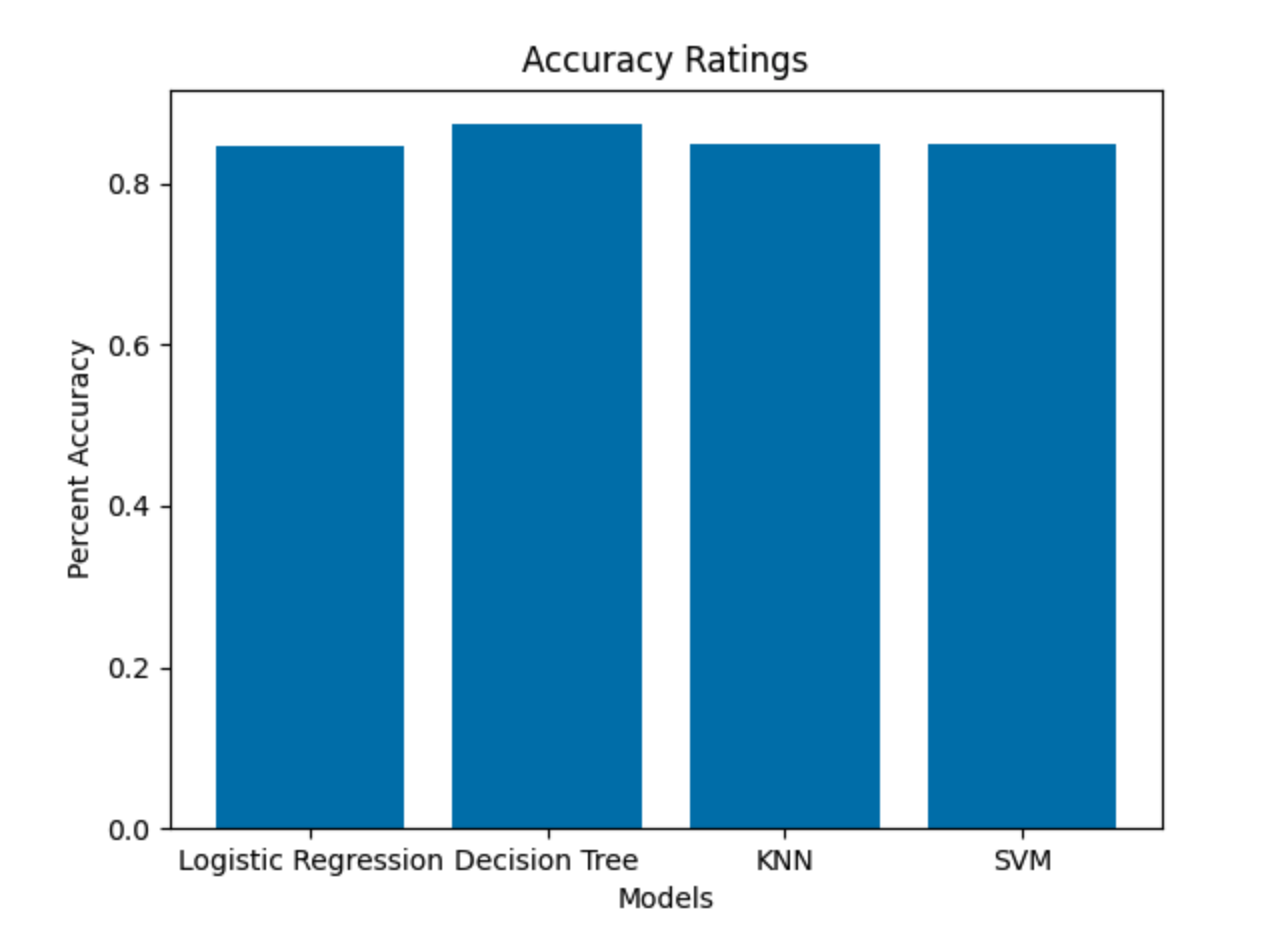 Accuracy Ratings
0.8
0.6
0.4
0.2
0.0
Percent Accuracy
Logistic Regression Decision Tree KNN SVM
Models